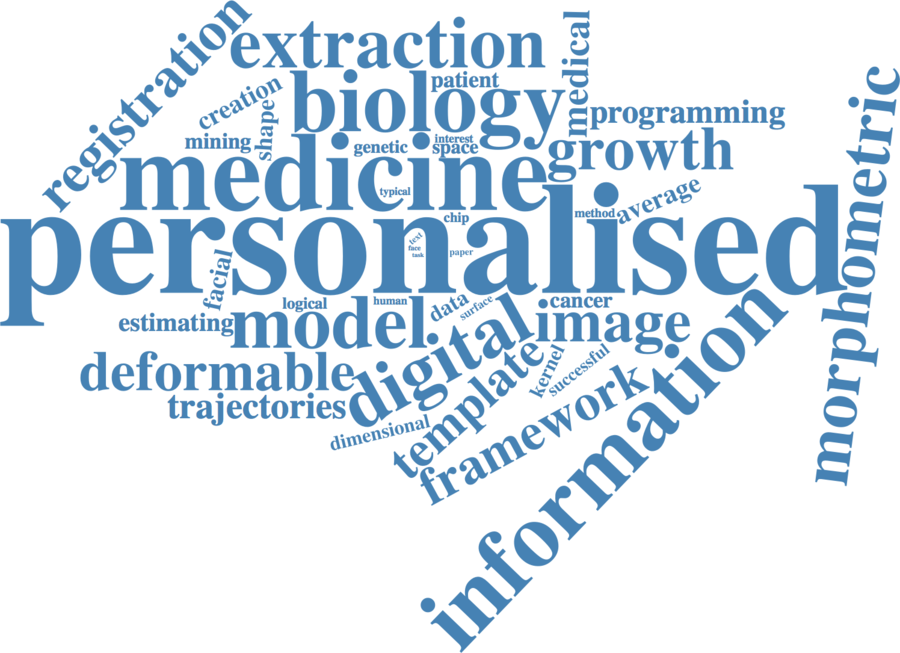 registration
extraction
medical
creation
shape
biology
patient
programming
morphometric
mining
genetic
interest
space
growth
medicine
typical
chip
method
average
personalised
text
face
task
paper
facial
estimating
logical
human
model
data
surface
cancer
image
digital
deformable
trajectories
dimensional
template
kernel
successful
framework
information